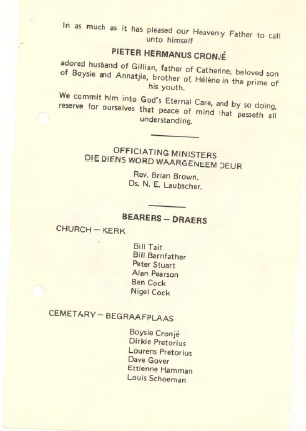 In as much as it has pleased our Heavenly Father to call
unto himself
PIETER HERMANUS CRONJÉ
adored husband of Gillian, father of Catherine, beloved son
of Boysie and Annatjie, brother of Hélène in the prime of
his youth.
We commit him into God's Eternal Care, and by so doing,
reserve for ourselves that peace of mind that passeth all
understanding.
OFFICIATING MINISTERS
DIE DIENS WORD WAARGENEEM DEUR
Rev. Brian Brown.
Ds. N. E. Laubscher.
BEARERS – DRAERS
CHURCH – KERK
Bill Tait
Bill Barnfather
Peter Stuart
Alan Pearson
Ben Cock
Nigel Cock
CEMETARY – BEGRAAFPLAAS
Boysie Cronjé
Dirkie Pretorius
Lourens Pretorius
Dave Gover
Ettienne Hamman
Louis Schoeman